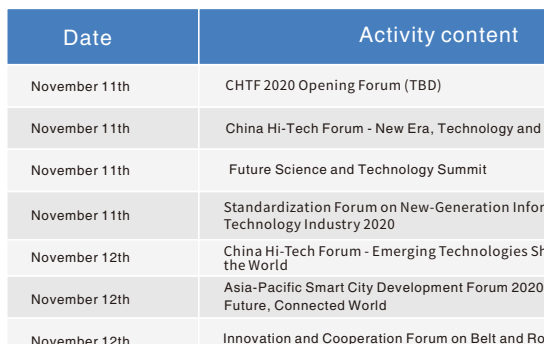 Date Activity content
November 11th CHTF 2020 Opening Forum (TBD)
November 11th China Hi-Tech Forum - New Era, Technology and
November 11th Future Science and Technology Summit
November 11th Standardization Forum on New-Generation
Technology Industry 2020
November 12th China Hi-Tech Forum - Emerging Technologies
the World
November 12th Asia-Pacific Smart City Development Forum 2020
Future, Connected World
November 12th Innovation and Cooperation Forum on Belt and